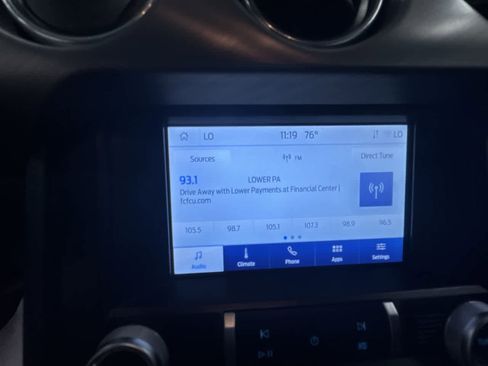 LO 11:19 76° LO
Sources FM Direct Tune
93.1 LOWER PA
Drive Away with Lower Payments at Financial Center |
fcfcu.com
105.5 98.7 105.1 107.3 98.9 96.3
Audio Climate Phone Apps Settings